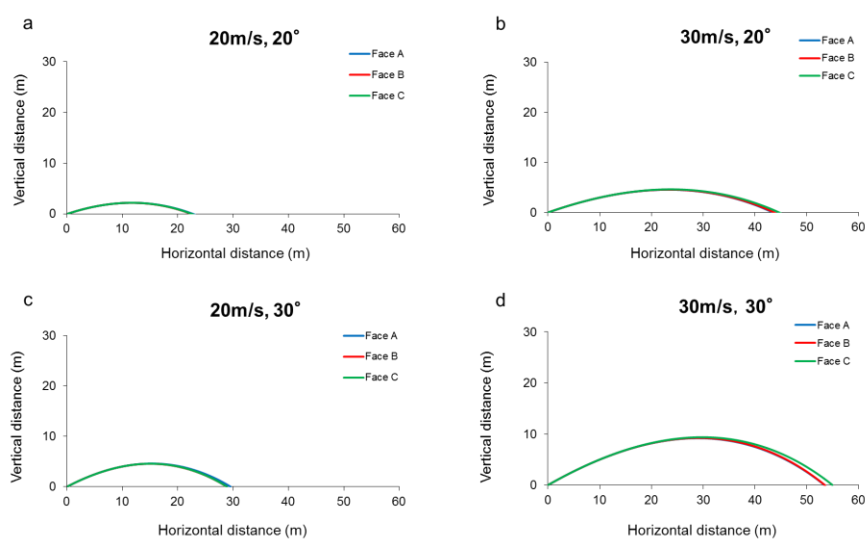 a
20m/s, 20°
Face A
Face B
Face C
Vertical distance (m)
30
20
10
0
0 10 20 30 40 50 60
Horizontal distance (m)
b
30m/s, 20°
Face A
Face B
Face C
Vertical distance (m)
30
20
10
0
0 10 20 30 40 50 60
Horizontal distance (m)
c
20m/s, 30°
Face A
Face B
Face C
Vertical distance (m)
30
20
10
0
0 10 20 30 40 50 60
Horizontal distance (m)
d
30m/s, 30°
Face A
Face B
Face C
Vertical distance (m)
30
20
10
0
0 10 20 30 40 50 60
Horizontal distance (m)